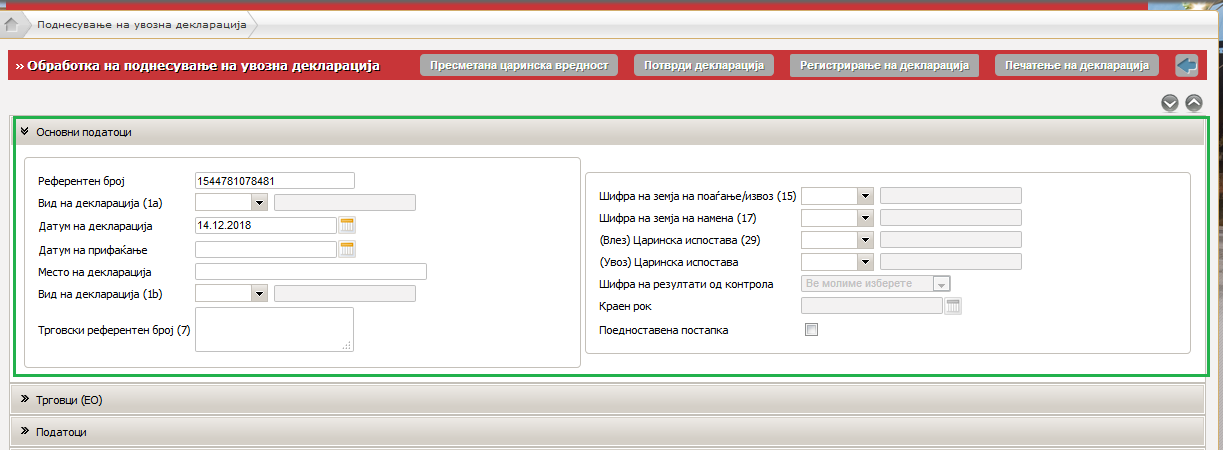 Поднесување на увозна декларација
» Обработка на поднесување на увозна декларација
Пресметана царинска вредност
Потврди декларација
Регистрирање на декларација
Печатење на декларација
Основни податоци
Референтен број 1544781078481
Вид на декларација (1a)
Датум на декларација 14.12.2018
Датум на прифаќање
Место на декларација
Вид на декларација (1b)
Трговски референтен број (7)
Шифра на земја на поаѓање/извоз (15)
Шифра на земја на намена (17)
(Влез) Царинска испостава (29)
(Увоз) Царинска испостава
Шифра на резултати од контрола Ве молиме изберете
Краен рок
Поедноставена постапка
Трговци (ЕО)
Податоци